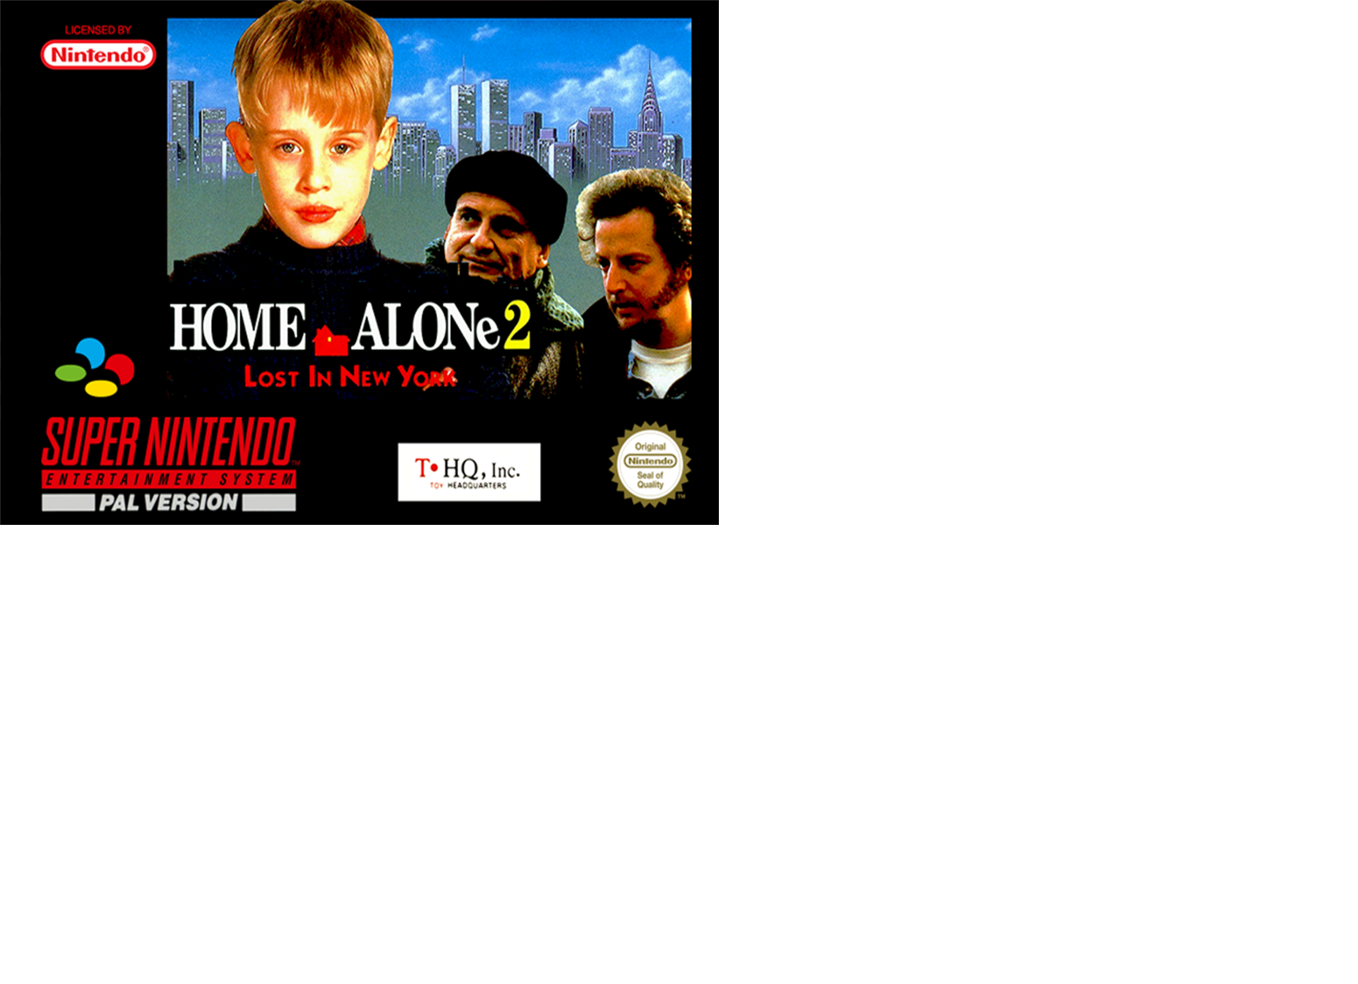 LICENSED BY
Nintendo®
HOME ALONe 2
LOST IN NEW YORK
SUPER NINTENDO
ENTERTAINMENT SYSTEM
PAL VERSION
T•HQ, Inc.
TOY HEADQUARTERS
Original
Nintendo
Seal of
Quality
TM